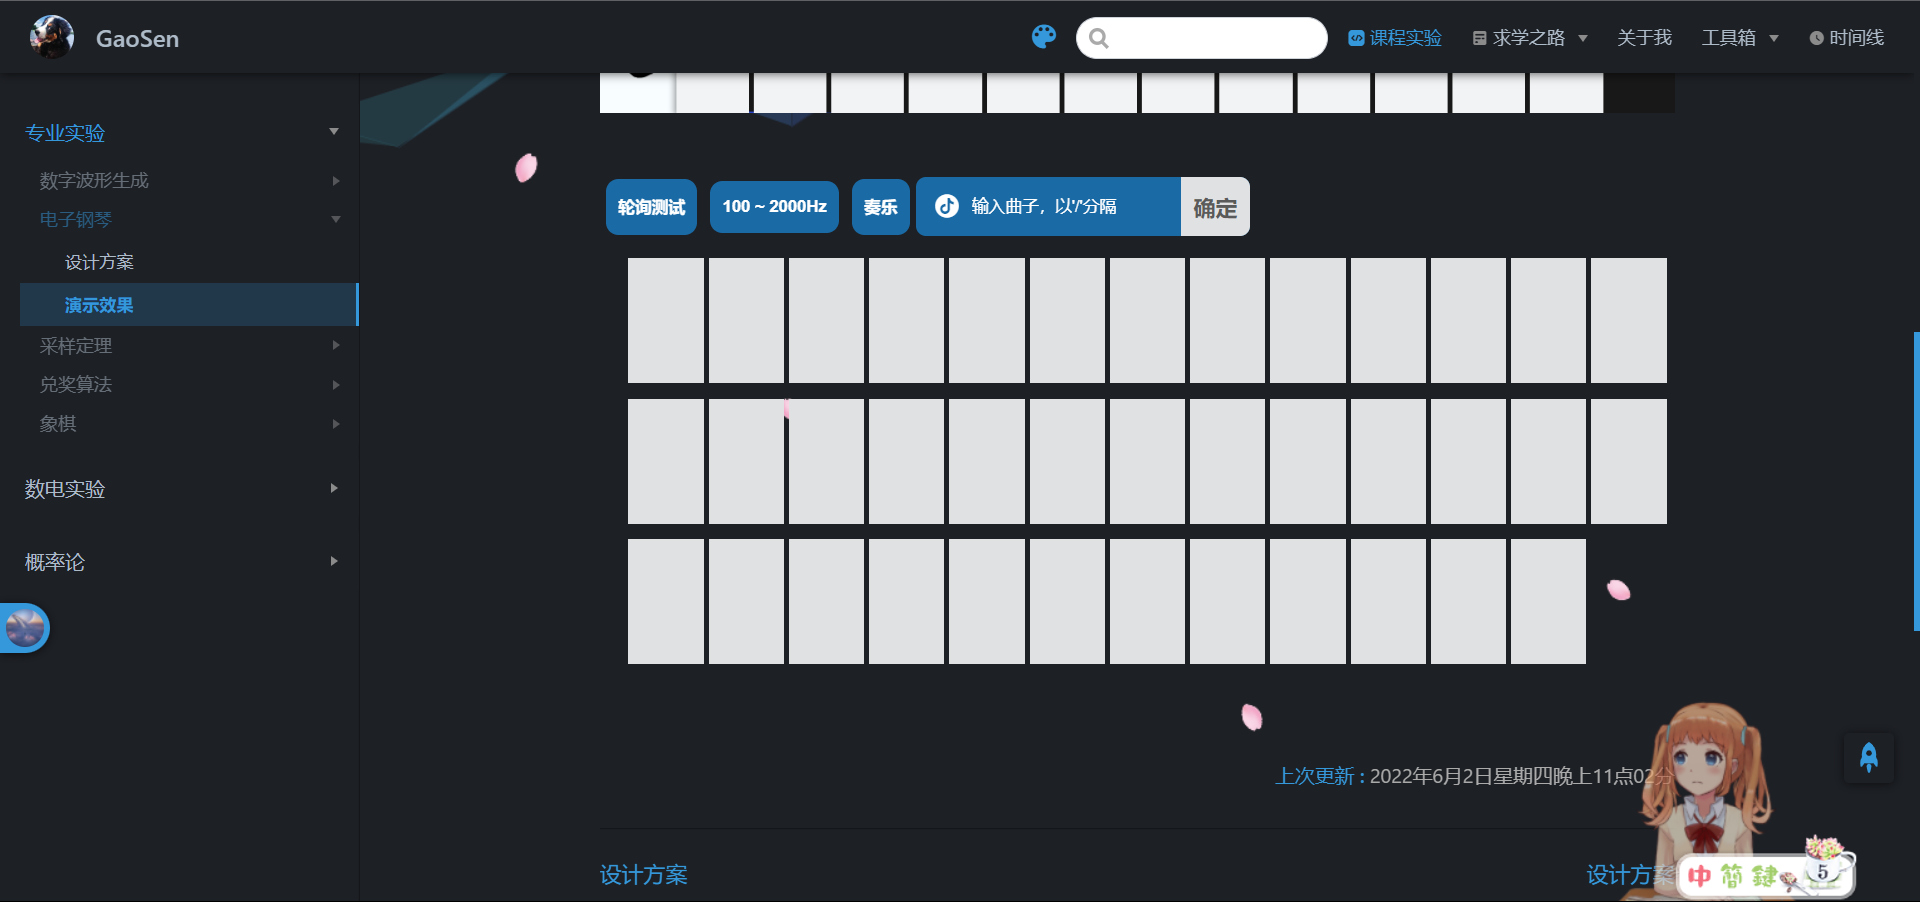 GaoSen
课程实验 求学之路 关于我 工具箱 时间线
专业实验
数字波形生成
电子钢琴
设计方案
演示效果
采样定理
兑奖算法
象棋
数电实验
概率论
轮询测试 100 ~ 2000Hz 奏乐 输入曲子，以'/'分隔 确定
上次更新 : 2022年6月2日星期四晚上11点02分
设计方案 设计方案
中 簡 鍵 5